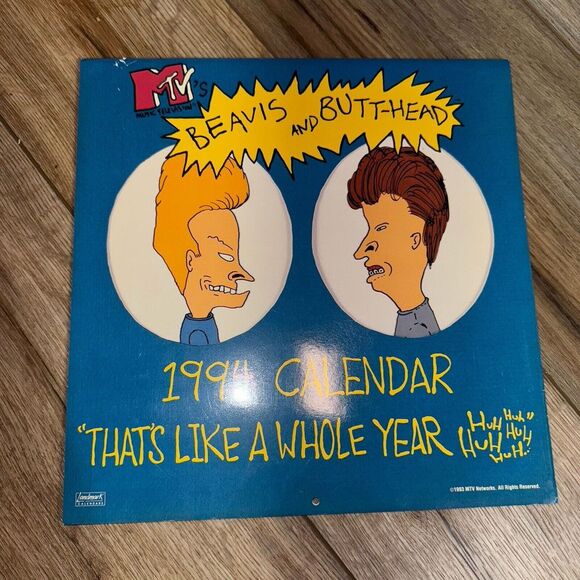 MTV'S
MUSIC TELEVISION
BEAVIS AND BUTT-HEAD
1994 CALENDAR
"THAT'S LIKE A WHOLE YEAR HUH HUH HUH HUH HUH..."
Landmark
CALENDARS
©1993 MTV Networks. All Rights Reserved.